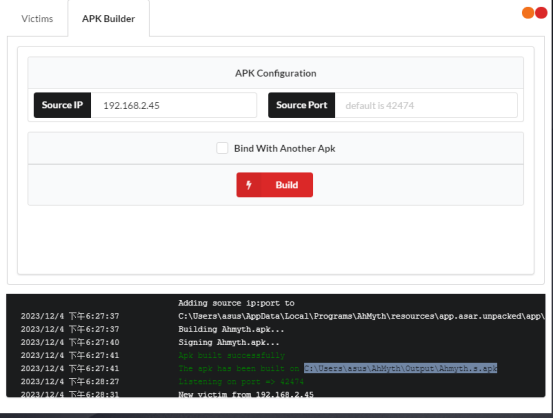 Victims APK Builder
APK Configuration
Source IP 192.168.2.45 Source Port default is 42474
Bind With Another Apk
Build
Adding source ip:port to
2023/12/4 下午6:27:37 C:\Users\asus\AppData\Local\Programs\AhMyth\resources\app.asar.unpacked\app\
2023/12/4 下午6:27:37 Building Ahmyth.apk...
2023/12/4 下午6:27:40 Signing Ahmyth.apk...
2023/12/4 下午6:27:41 Apk built successfully
2023/12/4 下午6:27:41 The apk has been built on C:\Users\asus\AhMyth\Output\Ahmyth.s.apk
2023/12/4 下午6:28:27 Listening on port => 42474
2023/12/4 下午6:28:31 New victim from 192.168.2.45